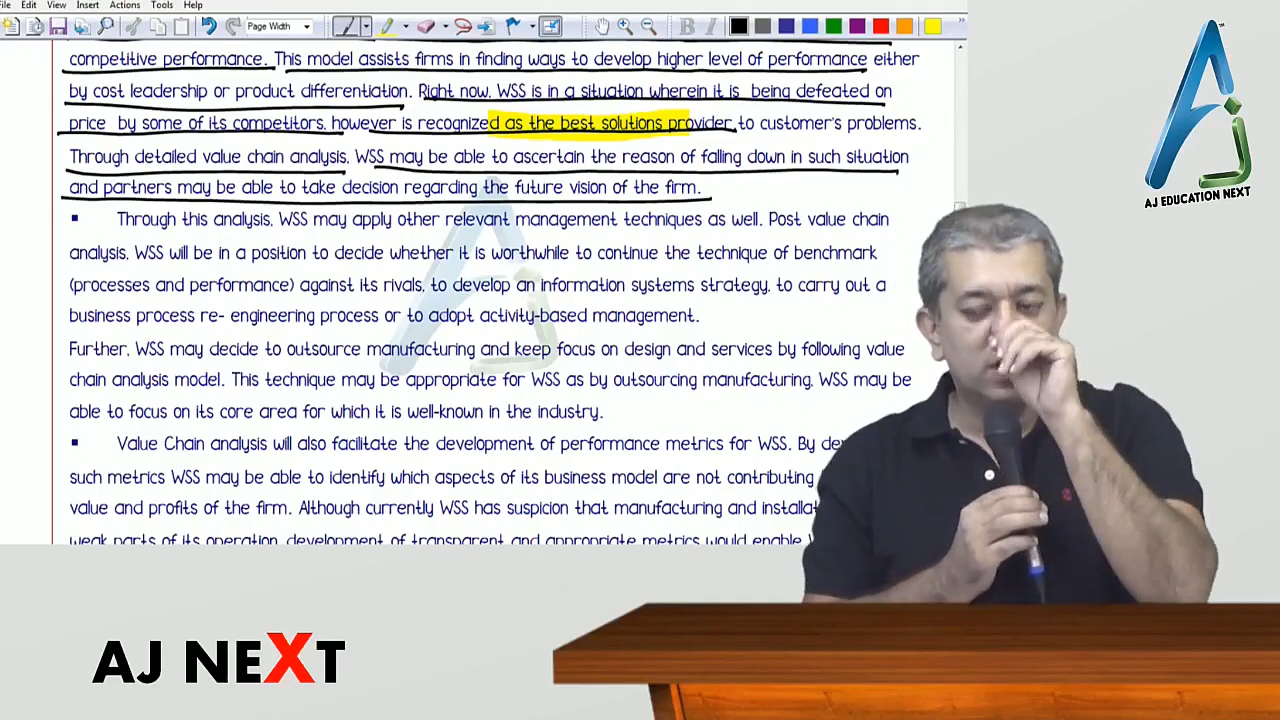 File Edit View Insert Actions Tools Help
Page Width
B I
competitive performance. This model assists firms in finding ways to develop higher level of performance either
by cost leadership or product differentiation. Right now, WSS is in a situation wherein it is being defeated on
price by some of its competitors, however is recognized as the best solutions provider to customer's problems.
Through detailed value chain analysis, WSS may be able to ascertain the reason of falling down in such situation
and partners may be able to take decision regarding the future vision of the firm.
▪ Through this analysis, WSS may apply other relevant management techniques as well. Post value chain
analysis, WSS will be in a position to decide whether it is worthwhile to continue the technique of benchmark
(processes and performance) against its rivals, to develop an information systems strategy, to carry out a
business process re- engineering process or to adopt activity-based management.
Further, WSS may decide to outsource manufacturing and keep focus on design and services by following value
chain analysis model. This technique may be appropriate for WSS as by outsourcing manufacturing, WSS may be
able to focus on its core area for which it is well-known in the industry.
▪ Value Chain analysis will also facilitate the development of performance metrics for WSS. By
such metrics WSS may be able to identify which aspects of its business model are not contributing
value and profits of the firm. Although currently WSS has suspicion that manufacturing and
weak parts of its operation, development of transparent and appropriate metrics would enable
AJ EDUCATION NEXT
AJ NEXT